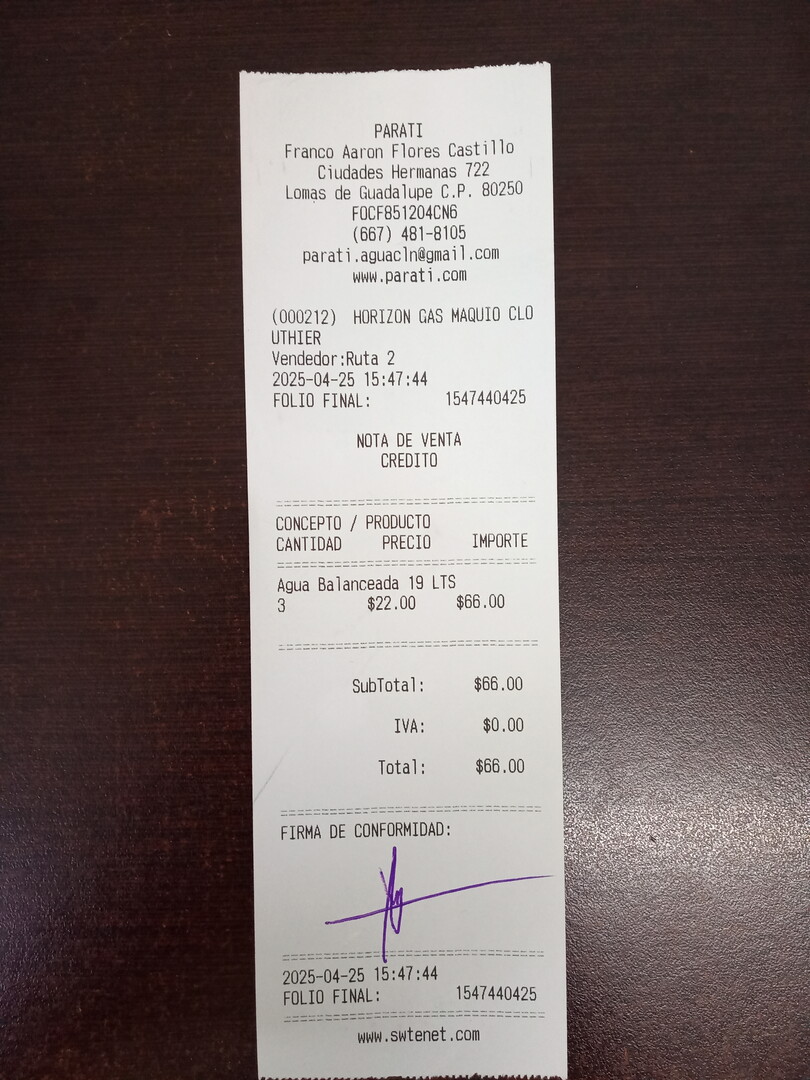 PARATI
Franco Aaron Flores Castillo
Ciudades Hermanas 722
Lomas de Guadalupe C.P. 80250
FOCF851204CN6
(667) 481-8105
parati.aguacln@gmail.com
www.parati.com
(000212) HORIZON GAS MAQUIO CLO
UTHIER
Vendedor:Ruta 2
2025-04-25 15:47:44
FOLIO FINAL: 1547440425
NOTA DE VENTA
CREDITO
CONCEPTO / PRODUCTO
CANTIDAD PRECIO IMPORTE
Agua Balanceada 19 LTS
3 $22.00 $66.00
SubTotal: $66.00
IVA: $0.00
Total: $66.00
FIRMA DE CONFORMIDAD:
2025-04-25 15:47:44
FOLIO FINAL: 1547440425
www.swtenet.com